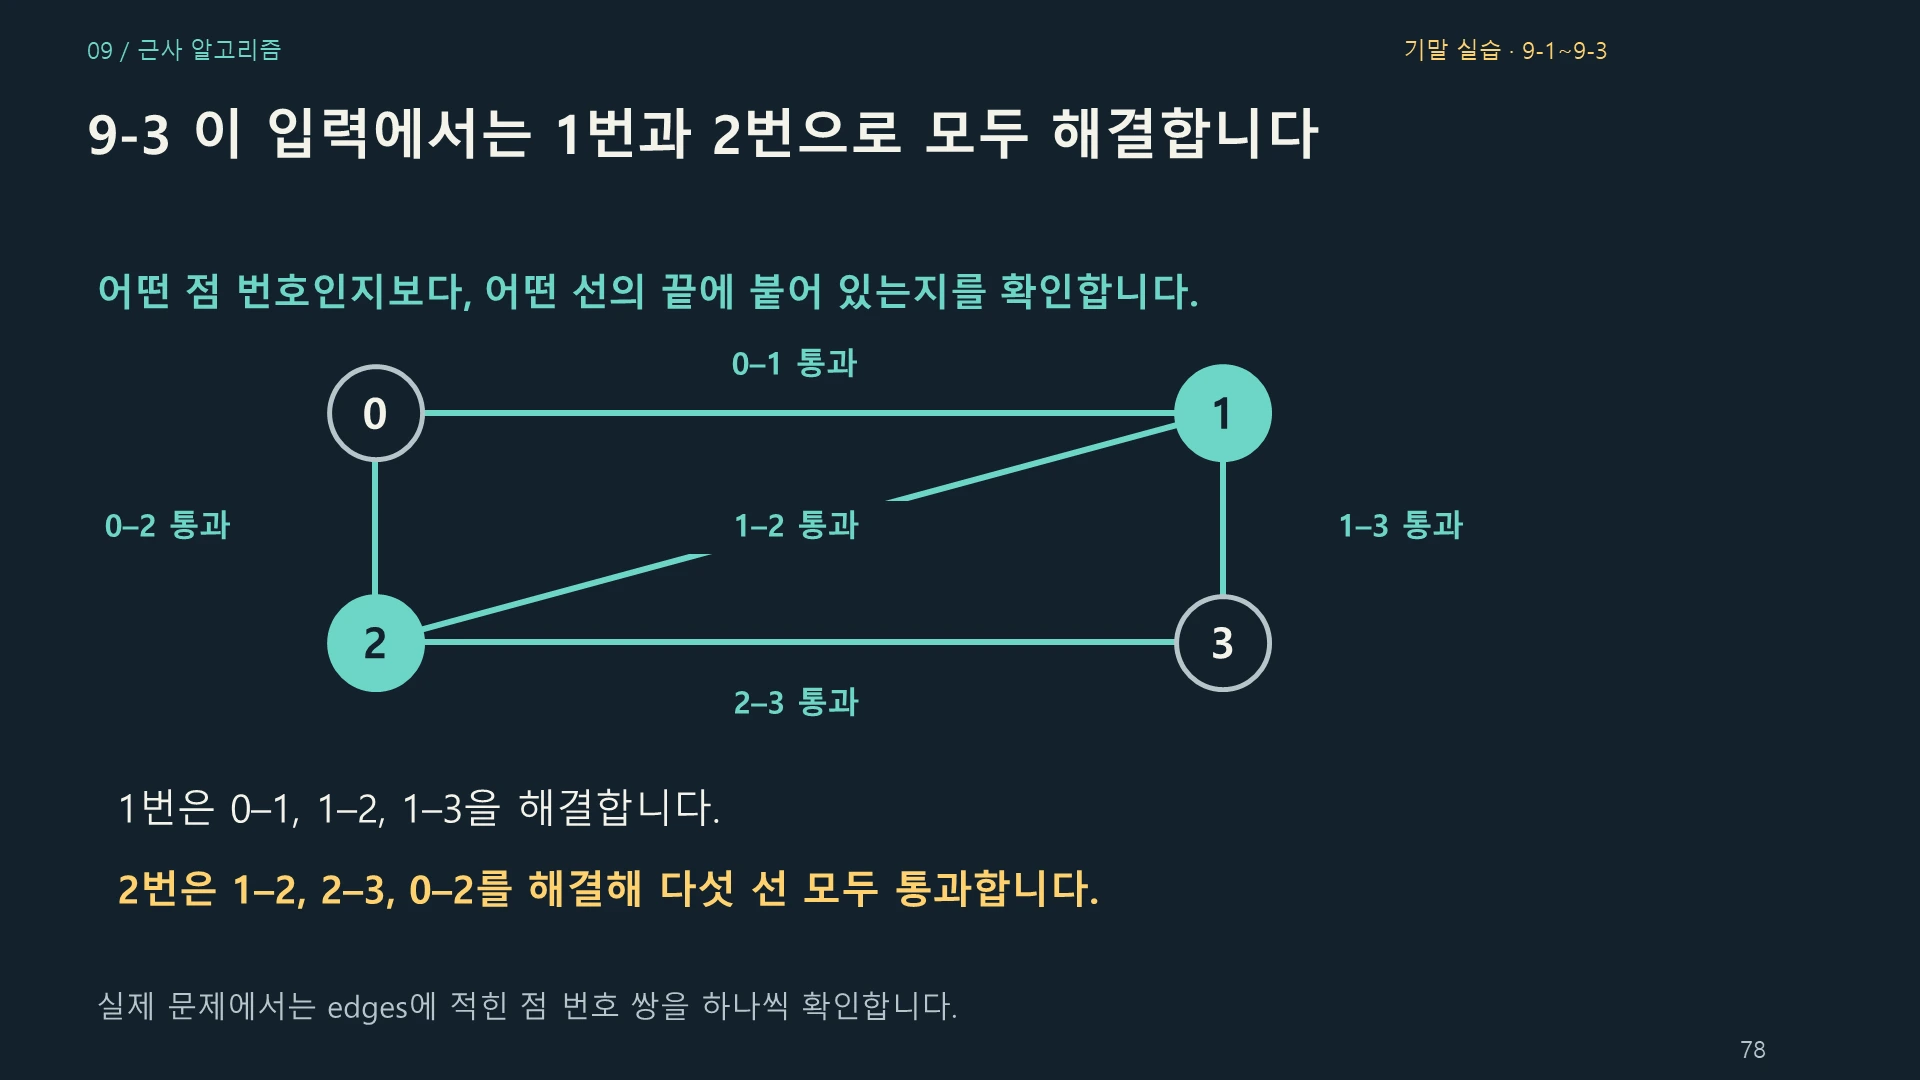 09 / 근사 알고리즘
기말 실습 · 9-1~9-3
9-3 이 입력에서는 1번과 2번으로 모두 해결합니다
어떤 점 번호인지보다, 어떤 선의 끝에 붙어 있는지를 확인합니다.
0–1 통과
0
1
0–2 통과
1–2 통과
1–3 통과
2
3
2–3 통과
1번은 0–1, 1–2, 1–3을 해결합니다.
2번은 1–2, 2–3, 0–2를 해결해 다섯 선 모두 통과합니다.
실제 문제에서는 edges에 적힌 점 번호 쌍을 하나씩 확인합니다.
78